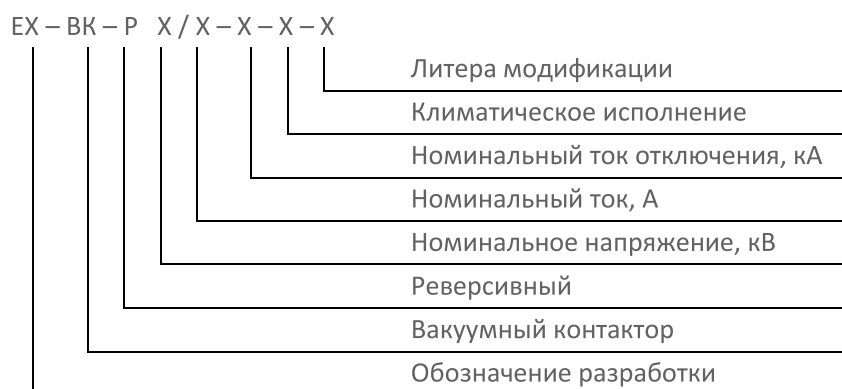 ЕХ – ВК – Р Х / Х – Х – Х – Х
Литера модификации
Климатическое исполнение
Номинальный ток отключения, кА
Номинальный ток, А
Номинальное напряжение, кВ
Реверсивный
Вакуумный контактор
Обозначение разработки